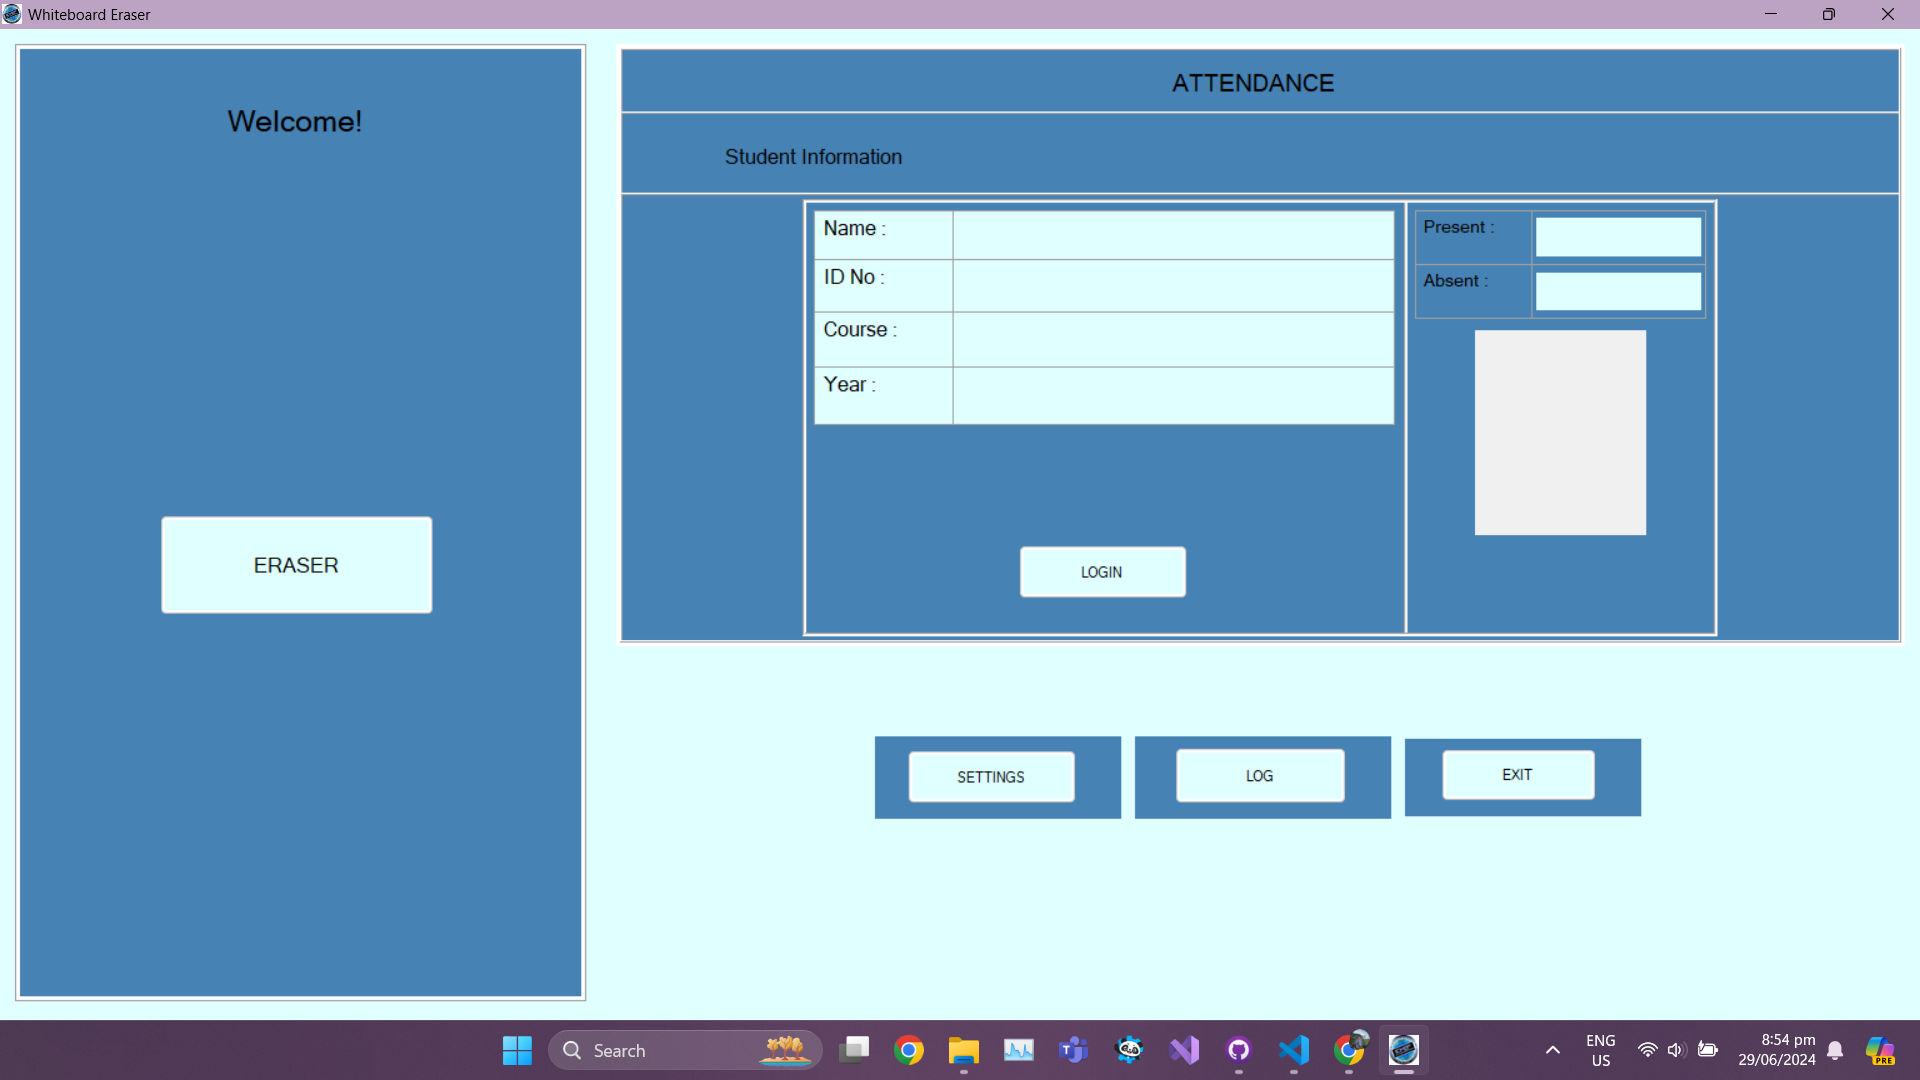 Whiteboard Eraser
Welcome!
ERASER
ATTENDANCE
Student Information
Name :
ID No :
Course :
Year :
LOGIN
Present :
Absent :
SETTINGS
LOG
EXIT
Search
ENG
US
8:54 pm
29/06/2024
PRE